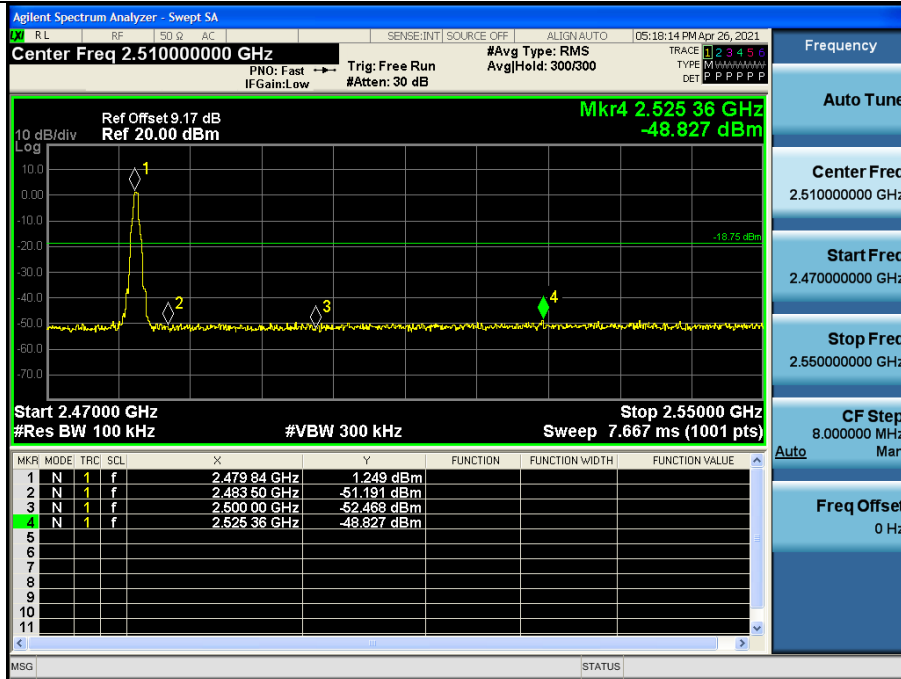 Agilent Spectrum Analyzer - Swept SA
LXI RL RF 50 Ω AC SENSE:INT SOURCE OFF ALIGN AUTO 05:18:14 PM Apr 26, 2021
Center Freq 2.510000000 GHz #Avg Type: RMS TRACE 1 2 3 4 5 6
PNO: Fast Trig: Free Run Avg|Hold: 300/300 TYPE M
IFGain:Low #Atten: 30 dB DET P P P P P P
Frequency
Auto Tune
Center Freq
2.510000000 GHz
Start Freq
2.470000000 GHz
Stop Freq
2.550000000 GHz
CF Step
8.000000 MHz
Auto Man
Freq Offset
0 Hz
Mkr4 2.525 36 GHz
-48.827 dBm
Ref Offset 9.17 dB
10 dB/div Ref 20.00 dBm
Log
10.0
0.00
-10.0
-20.0
-30.0
-40.0
-50.0
-60.0
-70.0
1
2
3
4
-18.75 dBm
Start 2.47000 GHz Stop 2.55000 GHz
#Res BW 100 kHz #VBW 300 kHz Sweep 7.667 ms (1001 pts)
MKR MODE TRC SCL X Y FUNCTION FUNCTION WIDTH FUNCTION VALUE
1 N 1 f 2.479 84 GHz 1.249 dBm
2 N 1 f 2.483 50 GHz -51.191 dBm
3 N 1 f 2.500 00 GHz -52.468 dBm
4 N 1 f 2.525 36 GHz -48.827 dBm
5
6
7
8
9
10
11
MSG STATUS